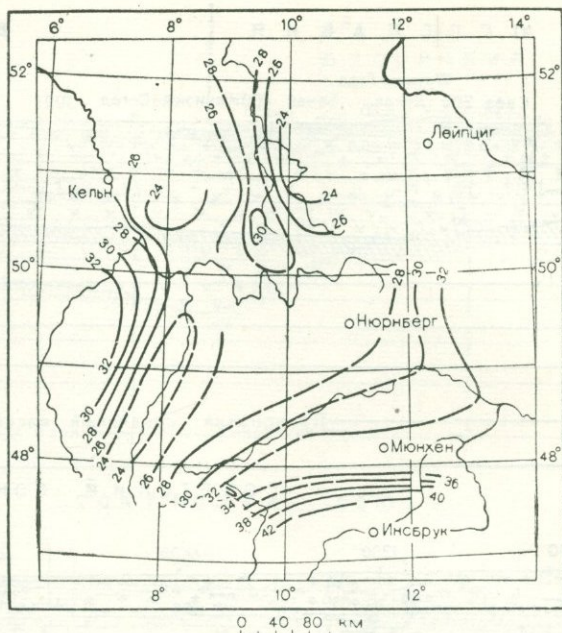 6° 8° 10° 12° 14°
52° 28 26 52°
26 24
Лейпциг
26 24 24
Кельн 26
28 30
30
32
50° 28 30 32 50°
Нюрнберг
32
30
28
26 48° 24 26 28 30 32 Мюнхен 48°
34 36
38 40
42
Инсбрук
8° 10° 12°
0 40 80 км